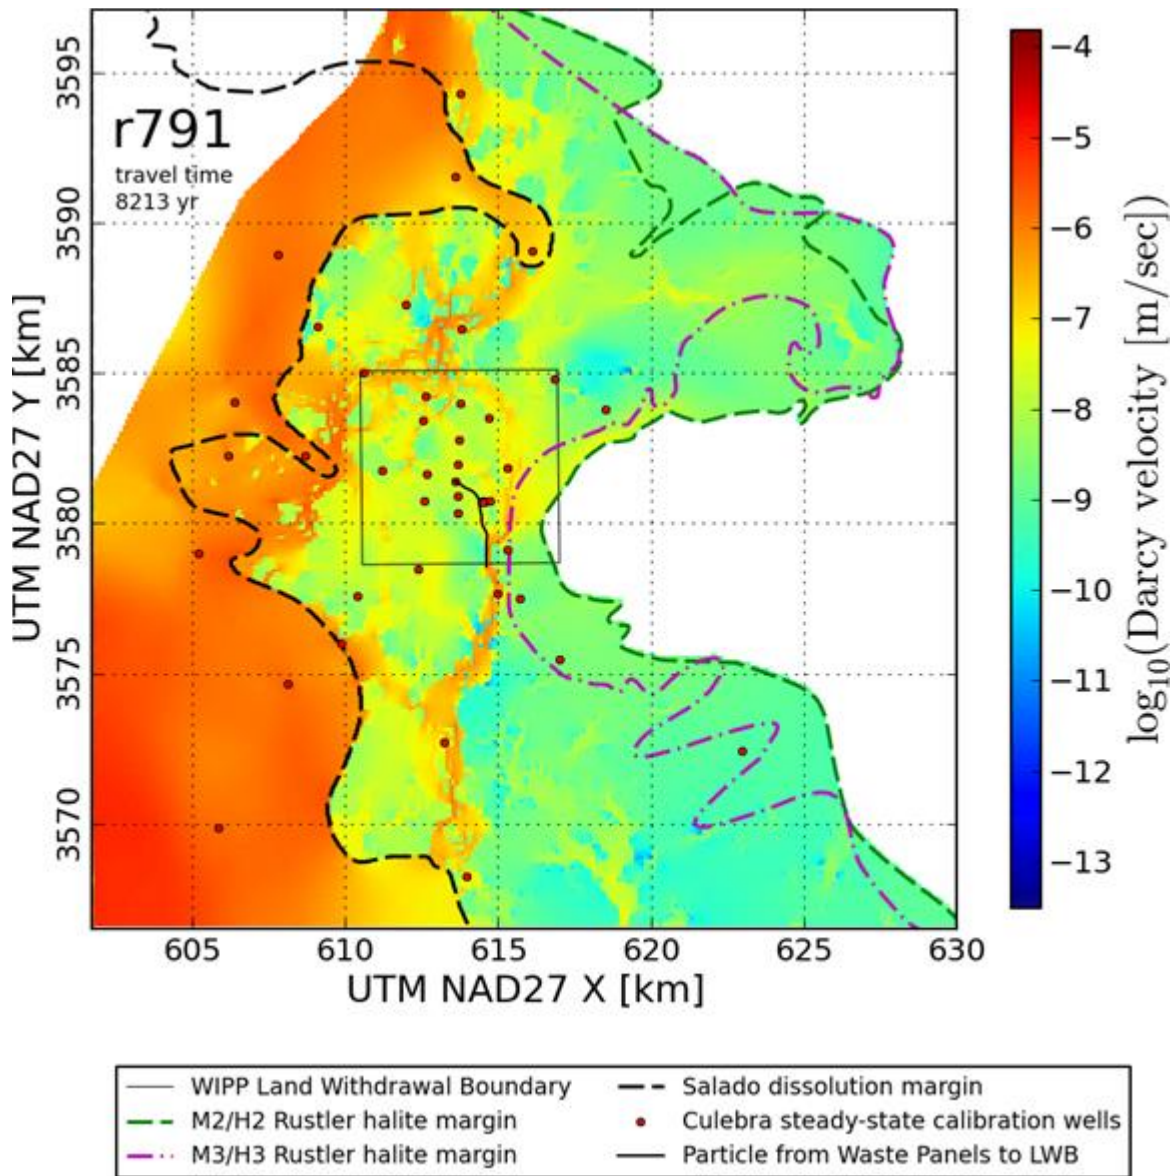 r791
travel time
8213 yr
UTM NAD27 Y [km]
3595
3590
3585
3580
3575
3570
605 610 615 620 625 630
UTM NAD27 X [km]
−4
−5
−6
−7
−8
−9
−10
−11
−12
−13
log₁₀(Darcy velocity [m/sec])
WIPP Land Withdrawal Boundary
M2/H2 Rustler halite margin
M3/H3 Rustler halite margin
Salado dissolution margin
Culebra steady-state calibration wells
Particle from Waste Panels to LWB